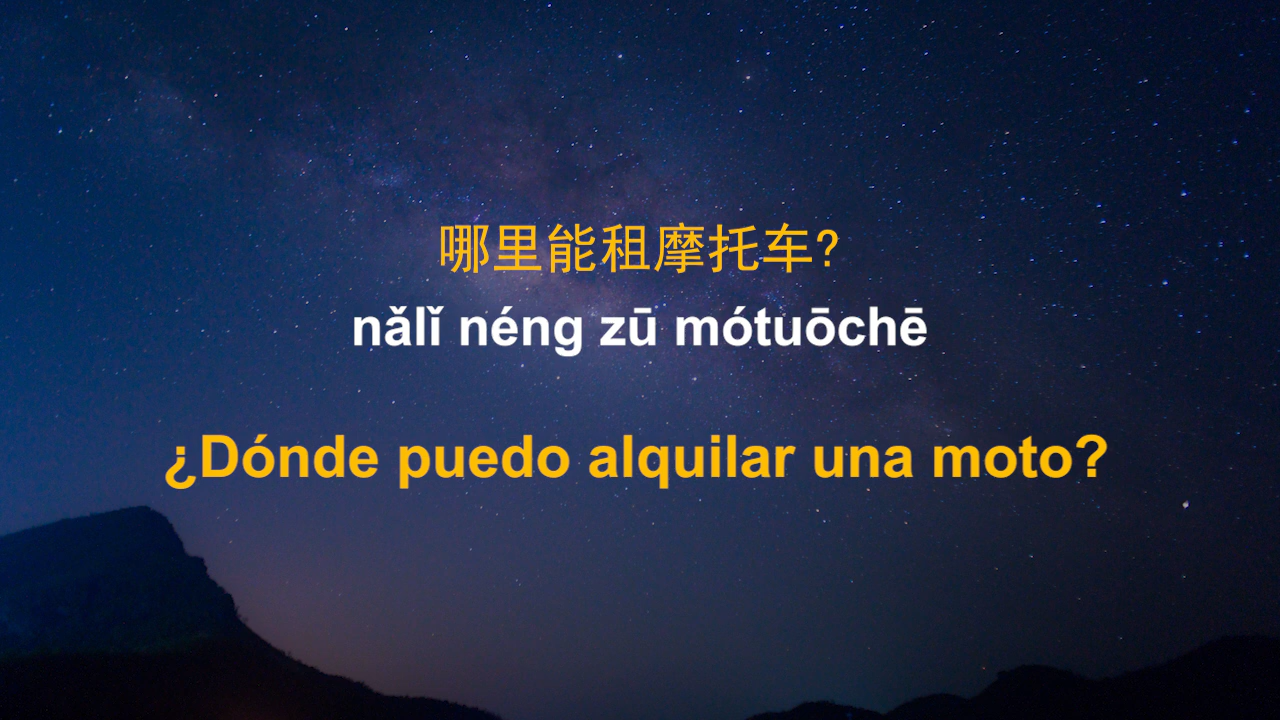 哪里能租摩托车?
nǎlǐ néng zū mótuōchē
¿Dónde puedo alquilar una moto?